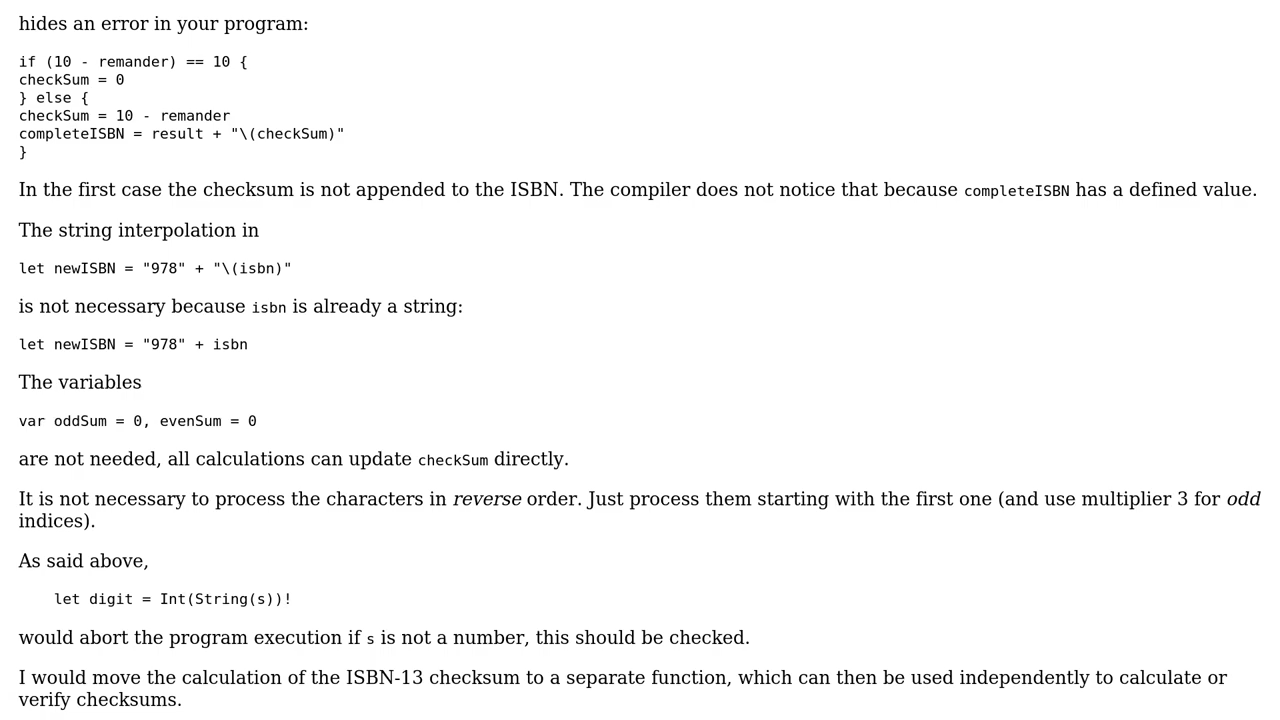 hides an error in your program:
if (10 - remander) == 10 {
checkSum = 0
} else {
checkSum = 10 - remander
completeISBN = result + "\(checkSum)"
}
In the first case the checksum is not appended to the ISBN. The compiler does not notice that because completeISBN has a defined value.
The string interpolation in
let newISBN = "978" + "\(isbn)"
is not necessary because isbn is already a string:
let newISBN = "978" + isbn
The variables
var oddSum = 0, evenSum = 0
are not needed, all calculations can update checkSum directly.
It is not necessary to process the characters in reverse order. Just process them starting with the first one (and use multiplier 3 for odd
indices).
As said above,
let digit = Int(String(s))!
would abort the program execution if s is not a number, this should be checked.
I would move the calculation of the ISBN-13 checksum to a separate function, which can then be used independently to calculate or
verify checksums.